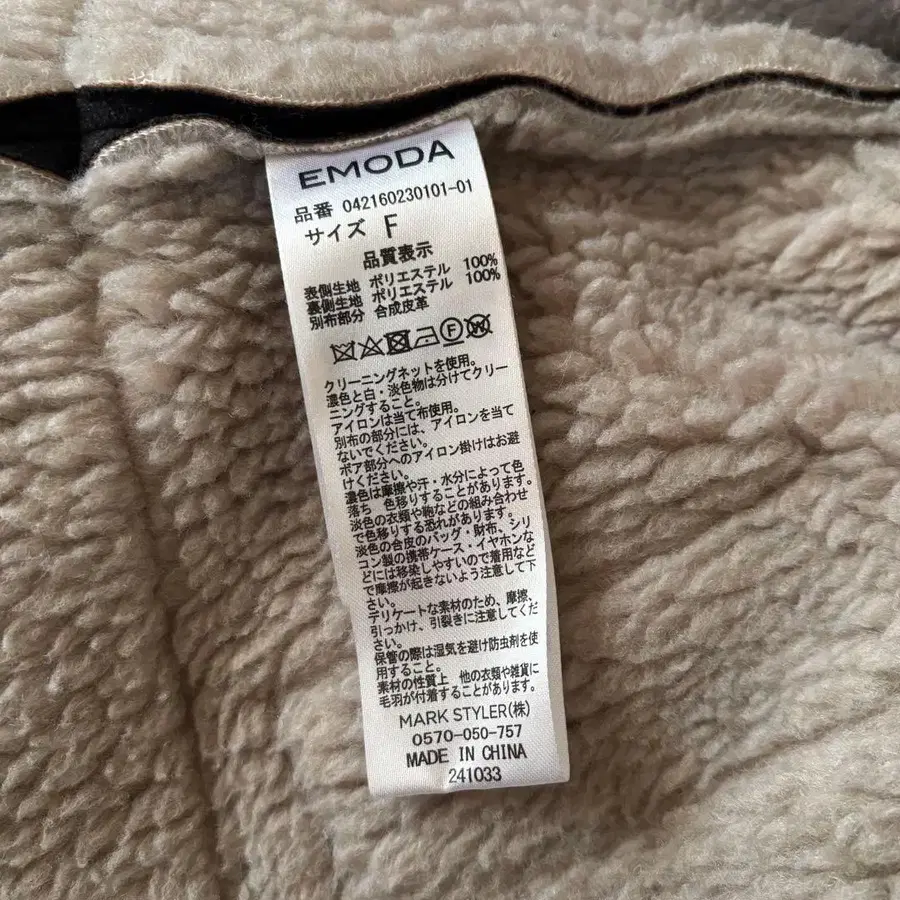 EMODA
品番 042160230101-01
サイズ F
品質表示
表側生地 ポリエステル 100%
裏側生地 ポリエステル 100%
別布部分 合成皮革
F W
クリーニングネットを使用。
濃色と白・淡色物は分けてクリー
ニングすること。
アイロンは当て布使用。
別布の部分には、アイロンを当て
ないでください。
ボア部分へのアイロン掛けはお避
けください。
濃色は摩擦や汗・水分によって色
落ち 色移りすることがあります。
淡色の衣類や鞄などの組み合わせ
で色移りする恐れがあります。
淡色の合皮のバッグ・財布、シリ
コン製の携帯ケース・イヤホンな
どには移染しやすいので着用など
で摩擦が起きないよう注意して下
さい。
デリケートな素材のため、摩擦、
引っかけ、引裂きに注意してくだ
さい。
保管の際は湿気を避け防虫剤を使
用すること。
素材の性質上 他の衣類や雑貨に
毛羽が付着することがあります。
MARK STYLER(株)
0570-050-757
MADE IN CHINA
241033